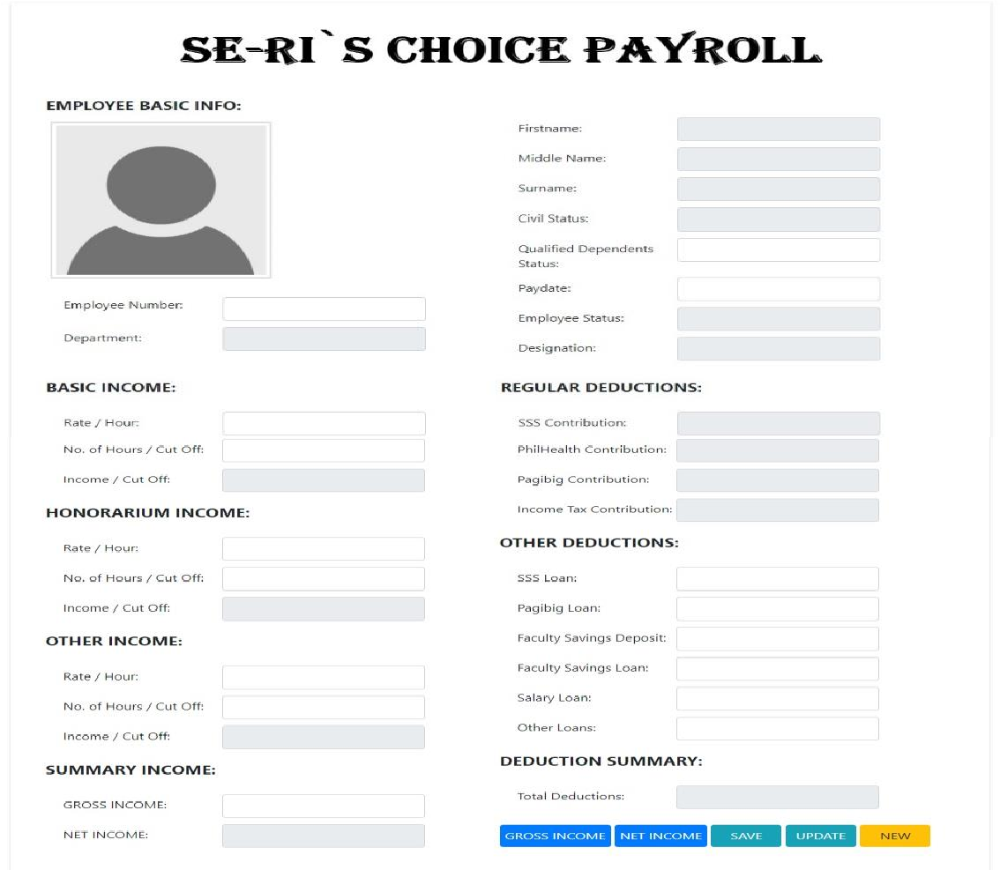 SE-RI`S CHOICE PAYROLL
EMPLOYEE BASIC INFO:
Employee Number:
Department:
Firstname:
Middle Name:
Surname:
Civil Status:
Qualified Dependents
Status:
Paydate:
Employee Status:
Designation:
BASIC INCOME:
Rate / Hour:
No. of Hours / Cut Off:
Income / Cut Off:
HONORARIUM INCOME:
Rate / Hour:
No. of Hours / Cut Off:
Income / Cut Off:
OTHER INCOME:
Rate / Hour:
No. of Hours / Cut Off:
Income / Cut Off:
SUMMARY INCOME:
GROSS INCOME:
NET INCOME:
REGULAR DEDUCTIONS:
SSS Contribution:
PhilHealth Contribution:
Pagibig Contribution:
Income Tax Contribution:
OTHER DEDUCTIONS:
SSS Loan:
Pagibig Loan:
Faculty Savings Deposit:
Faculty Savings Loan:
Salary Loan:
Other Loans:
DEDUCTION SUMMARY:
Total Deductions:
GROSS INCOME NET INCOME SAVE UPDATE NEW